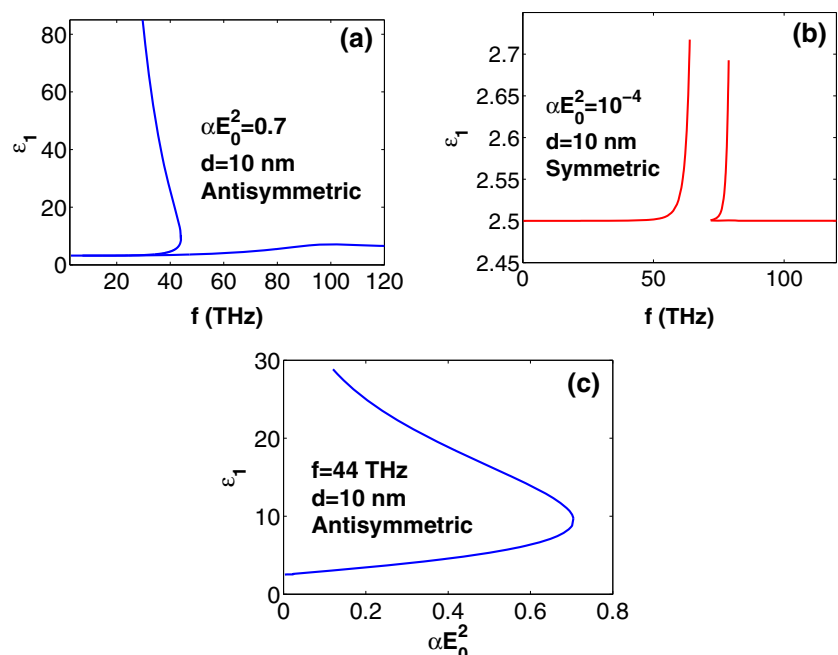 (a)
80
60
40
20
0
ε₁
αE₀²=0.7
d=10 nm
Antisymmetric
20 40 60 80 100 120
f (THz)
(b)
2.7
2.65
2.6
2.55
2.5
2.45
ε₁
αE₀²=10⁻⁴
d=10 nm
Symmetric
0 50 100
f (THz)
(c)
30
20
10
0
ε₁
f=44 THz
d=10 nm
Antisymmetric
0 0.2 0.4 0.6 0.8
αE₀²